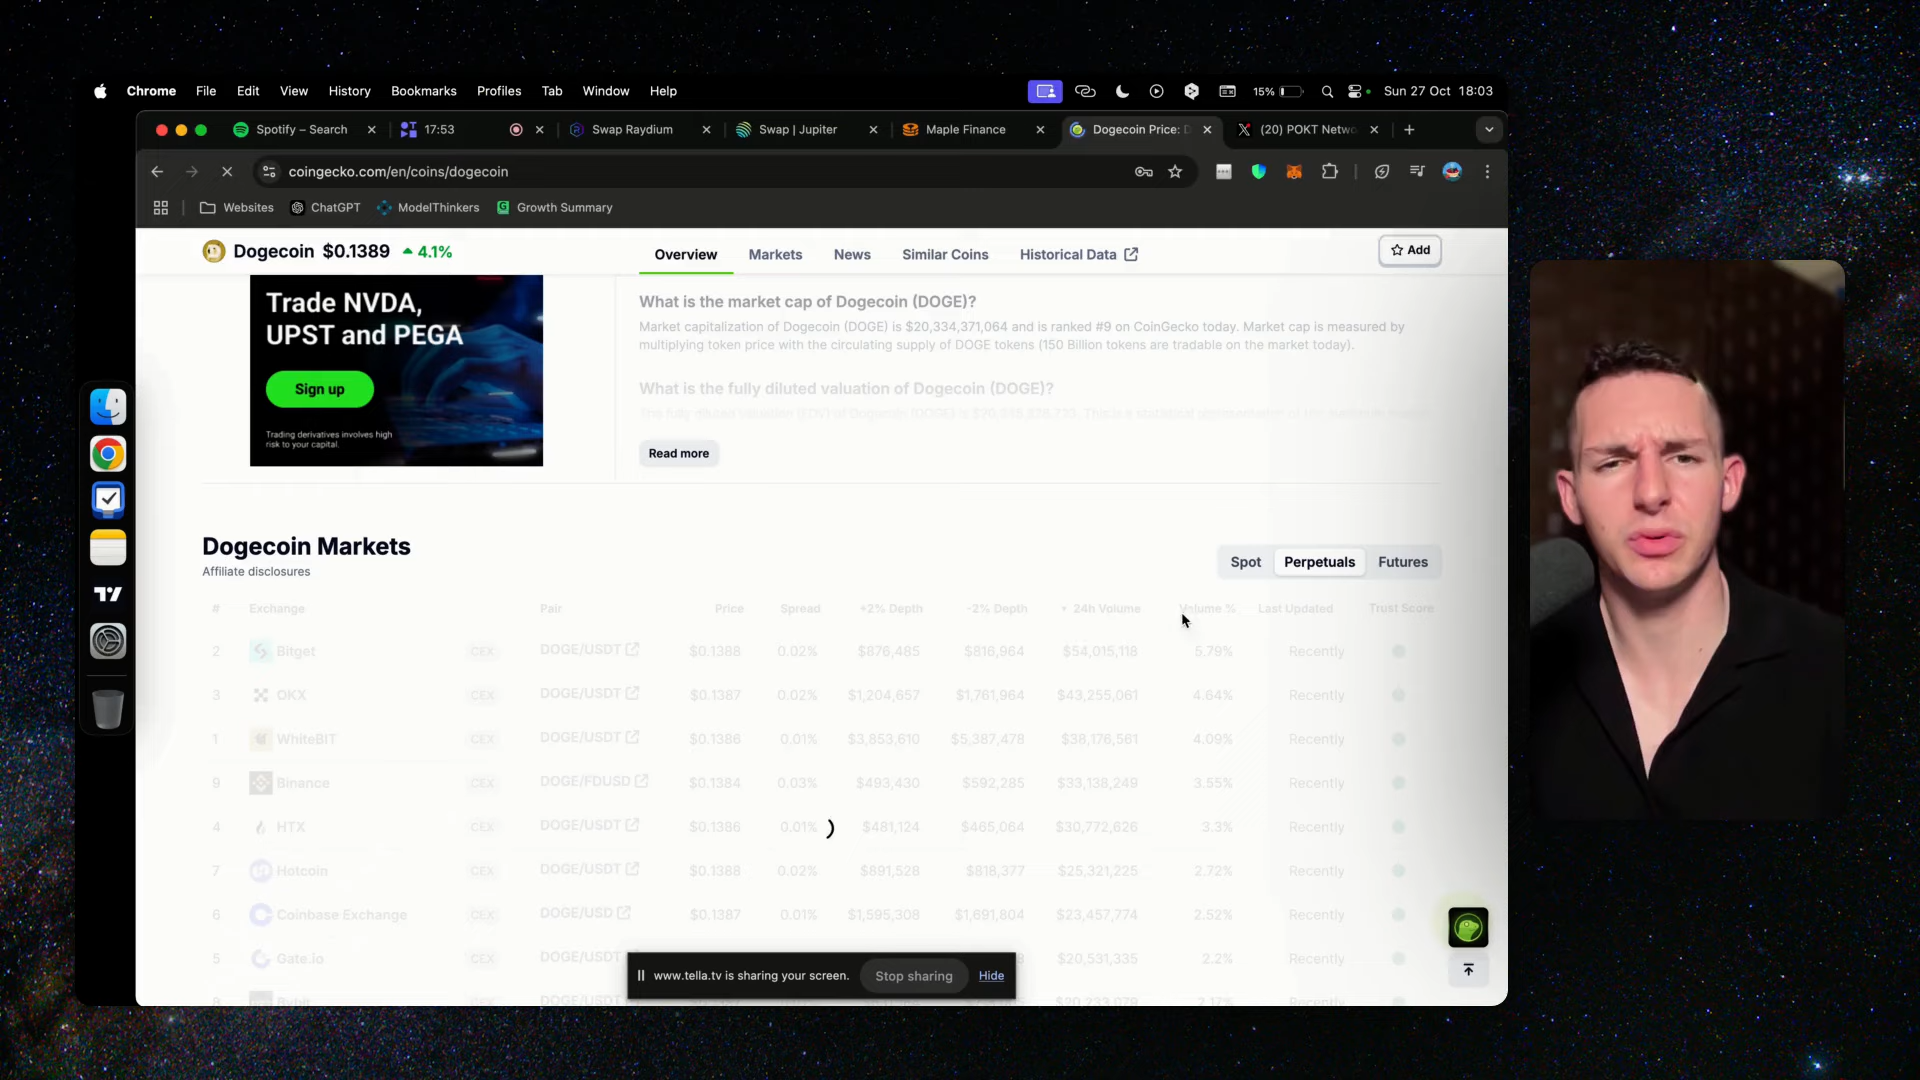 Chrome File Edit View History Bookmarks Profiles Tab Window Help 15% Sun 27 Oct 18:03
Spotify – Search 17:53 Swap Raydium Swap | Jupiter Maple Finance Dogecoin Price: D (20) POKT Netwo
coingecko.com/en/coins/dogecoin
Websites ChatGPT ModelThinkers Growth Summary
Dogecoin $0.1389 4.1% Overview Markets News Similar Coins Historical Data Add
Trade NVDA,
UPST and PEGA
Sign up
Trading derivatives involves high
risk to your capital.
What is the market cap of Dogecoin (DOGE)?
Market capitalization of Dogecoin (DOGE) is $20,334,371,064 and is ranked #9 on CoinGecko today. Market cap is measured by
multiplying token price with the circulating supply of DOGE tokens (150 Billion tokens are tradable on the market today).
What is the fully diluted valuation of Dogecoin (DOGE)?
Read more
Dogecoin Markets
Affiliate disclosures
Spot Perpetuals Futures
# Exchange Pair Price Spread +2% Depth -2% Depth 24h Volume Volume % Last Updated Trust Score
2 Bitget CEX DOGE/USDT $0.1388 0.02% $876,485 $816,964 $54,015,118 5.79% Recently
3 OKX CEX DOGE/USDT $0.1387 0.02% $1,204,657 $1,761,964 $43,255,061 4.64% Recently
1 WhiteBIT CEX DOGE/USDT $0.1386 0.01% $3,853,610 $5,387,478 $38,176,561 4.09% Recently
9 Binance CEX DOGE/FDUSD $0.1384 0.03% $493,430 $592,285 $33,138,249 3.55% Recently
4 HTX CEX DOGE/USDT $0.1386 0.01% $481,124 $465,064 $30,772,626 3.3% Recently
7 Hotcoin CEX DOGE/USDT $0.1388 0.02% $891,528 $818,377 $25,321,225 2.72% Recently
6 Coinbase Exchange CEX DOGE/USD $0.1387 0.01% $1,595,308 $1,691,804 $23,457,774 2.52% Recently
5 Gate.io CEX DOGE/USDT $20,531,335 2.2% Recently
www.tella.tv is sharing your screen. Stop sharing Hide